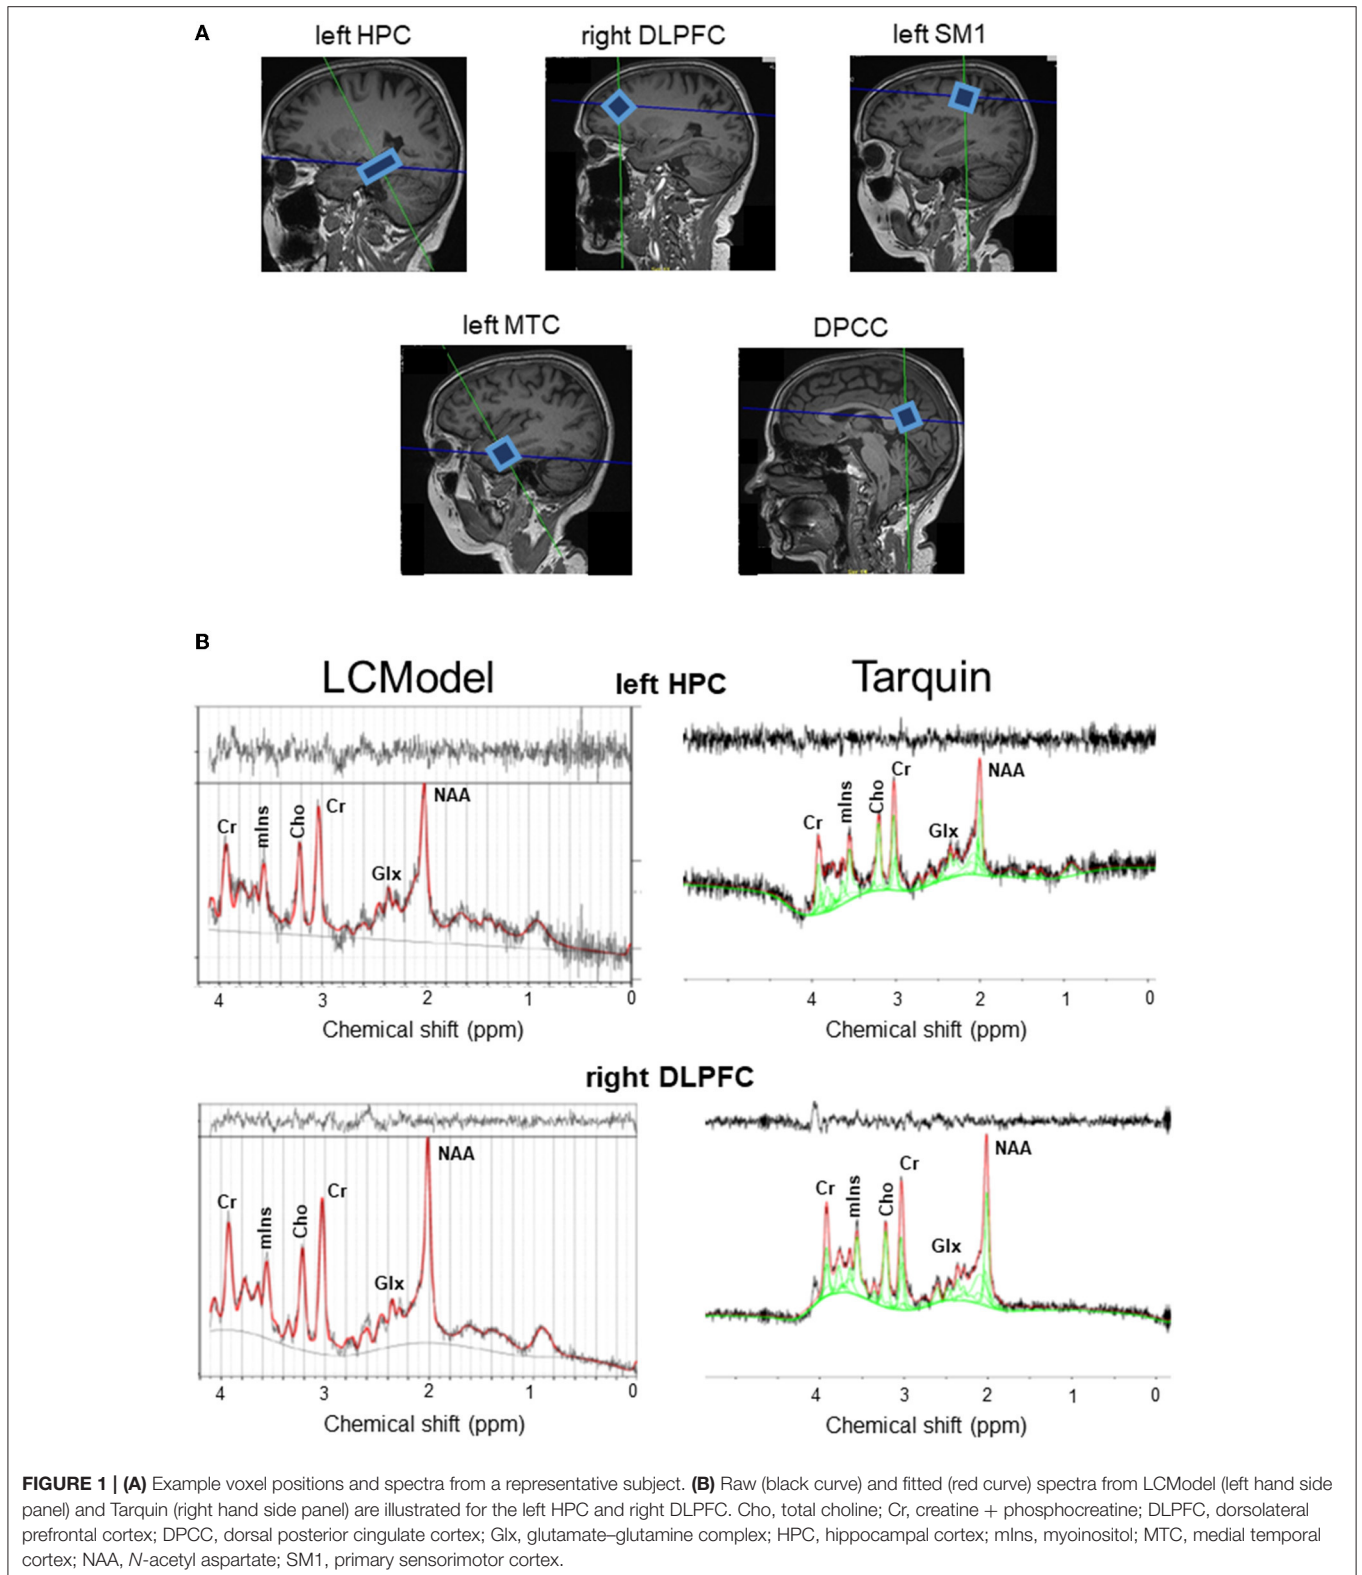 A
left HPC
right DLPFC
left SM1
left MTC
DPCC
B
LCModel
left HPC
Tarquin
Cr
mIns
Cho
Cr
Glx
NAA
4 3 2 1 0
Chemical shift (ppm)
Cr
mIns
Cho
Cr
Glx
NAA
4 3 2 1 0
Chemical shift (ppm)
right DLPFC
Cr
mIns
Cho
Cr
Glx
NAA
4 3 2 1 0
Chemical shift (ppm)
Cr
mIns
Cho
Cr
Glx
NAA
4 3 2 1 0
Chemical shift (ppm)
FIGURE 1 | (A) Example voxel positions and spectra from a representative subject. (B) Raw (black curve) and fitted (red curve) spectra from LCModel (left hand side
panel) and Tarquin (right hand side panel) are illustrated for the left HPC and right DLPFC. Cho, total choline; Cr, creatine + phosphocreatine; DLPFC, dorsolateral
prefrontal cortex; DPCC, dorsal posterior cingulate cortex; Glx, glutamate–glutamine complex; HPC, hippocampal cortex; mIns, myoinositol; MTC, medial temporal
cortex; NAA, N-acetyl aspartate; SM1, primary sensorimotor cortex.